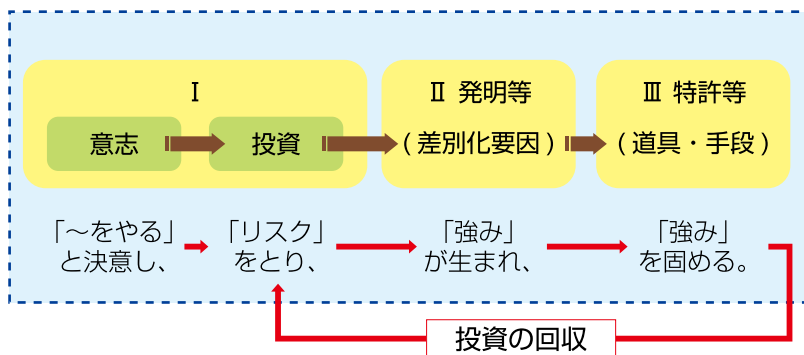 Ⅰ
意志
投資
Ⅱ 発明等
(差別化要因)
Ⅲ 特許等
(道具・手段)
「～をやる」
と決意し、
「リスク」
をとり、
「強み」
が生まれ、
「強み」
を固める。
投資の回収